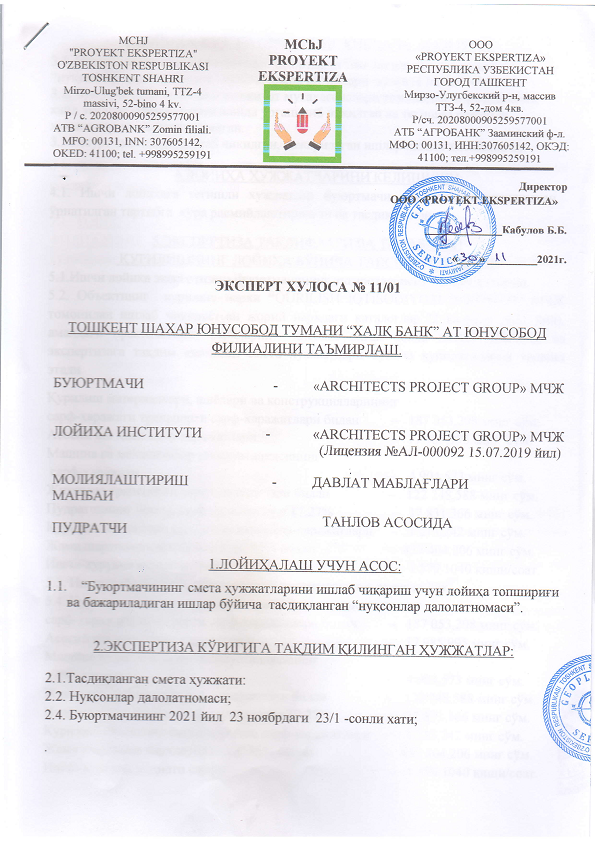 MCHJ
"PROYEKT EKSPERTIZA"
O'ZBEKISTON RESPUBLIKASI
TOSHKENT SHAHRI
Mirzo-Ulug'bek tumani, TTZ-4
massivi, 52-bino 4 kv.
P / c. 20208000905259577001
АТВ “AGROBANK” Zomin filiali.
МФО: 00131, INN: 307605142,
OKED: 41100; tel. +998995259191
MChJ
PROYEKT
EKSPERTIZA
ООО
«PROYEKT EKSPERTIZA»
РЕСПУБЛИКА УЗБЕКИСТАН
ГОРОД ТАШКЕНТ
Мирзо-Улугбекский р-н, массив
ТТЗ-4, 52-дом 4кв.
Р/сч. 20208000905259577001
АТБ “АГРОБАНК” Зааминский ф-л.
МФО: 00131, ИНН:307605142, ОКЭД:
41100; тел.+998995259191
Директор
ООО «PROYEKT EKSPERTIZA»
Кабулов Б.Б.
«30» 11 2021г.
GEOPL
SERVICE
ЭКСПЕРТ ХУЛОСА № 11/01
ТОШКЕНТ ШАХАР ЮНУСОБОД ТУМАНИ “ХАЛҚ БАНК” АТ ЮНУСОБОД
ФИЛИАЛИНИ ТАЪМИРЛАШ.
БУЮРТМАЧИ - «ARCHITECTS PROJECT GROUP» МЧЖ
ЛОЙИХА ИНСТИТУТИ - «ARCHITECTS PROJECT GROUP» МЧЖ
(Лицензия №АЛ-000092 15.07.2019 йил)
МОЛИЯЛАШТИРИШ - ДАВЛАТ МАБЛАҒЛАРИ
МАНБАИ
ПУДРАТЧИ ТАНЛОВ АСОСИДА
1.ЛОЙИҲАЛАШ УЧУН АСОС:
1.1. “Буюртмачининг смета ҳужжатларини ишлаб чиқариш учун лойиҳа топшириғи
ва бажариладиган ишлар бўйича тасдиқланган “нуқсонлар далолатномаси”.
2.ЭКСПЕРТИЗА КЎРИГИГА ТАҚДИМ ҚИЛИНГАН ҲУЖЖАТЛАР:
2.1.Тасдиқланган смета ҳужжати:
2.2. Нуқсонлар далолатномаси;
2.4. Буюртмачининг 2021 йил 23 ноябрдаги 23/1 -сонли хати;